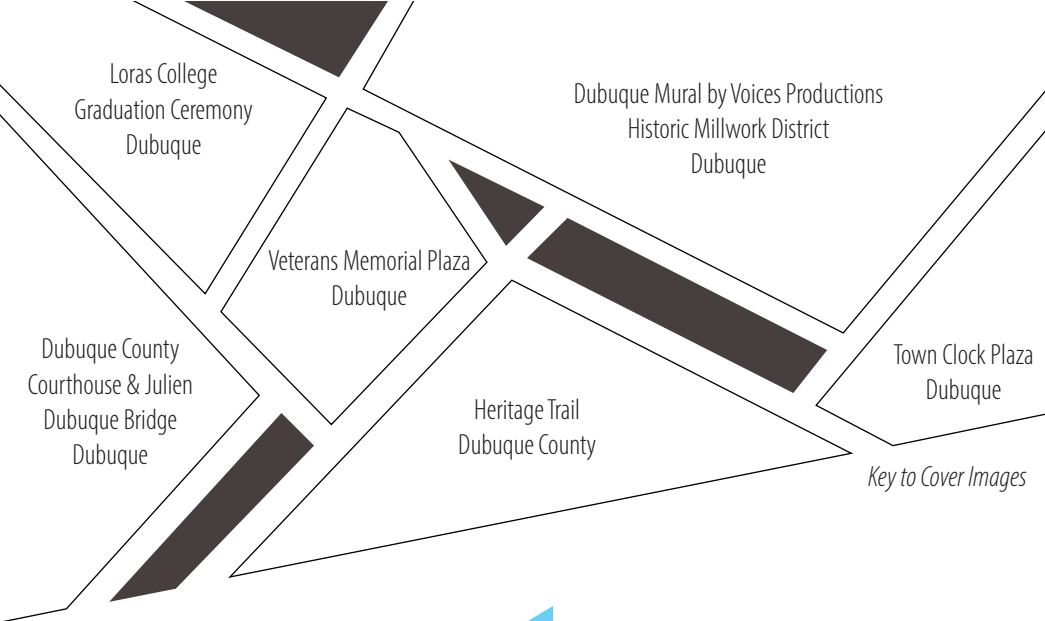 Loras College
Graduation Ceremony
Dubuque
Dubuque Mural by Voices Productions
Historic Millwork District
Dubuque
Veterans Memorial Plaza
Dubuque
Dubuque County
Courthouse & Julien
Dubuque Bridge
Dubuque
Heritage Trail
Dubuque County
Town Clock Plaza
Dubuque
Key to Cover Images